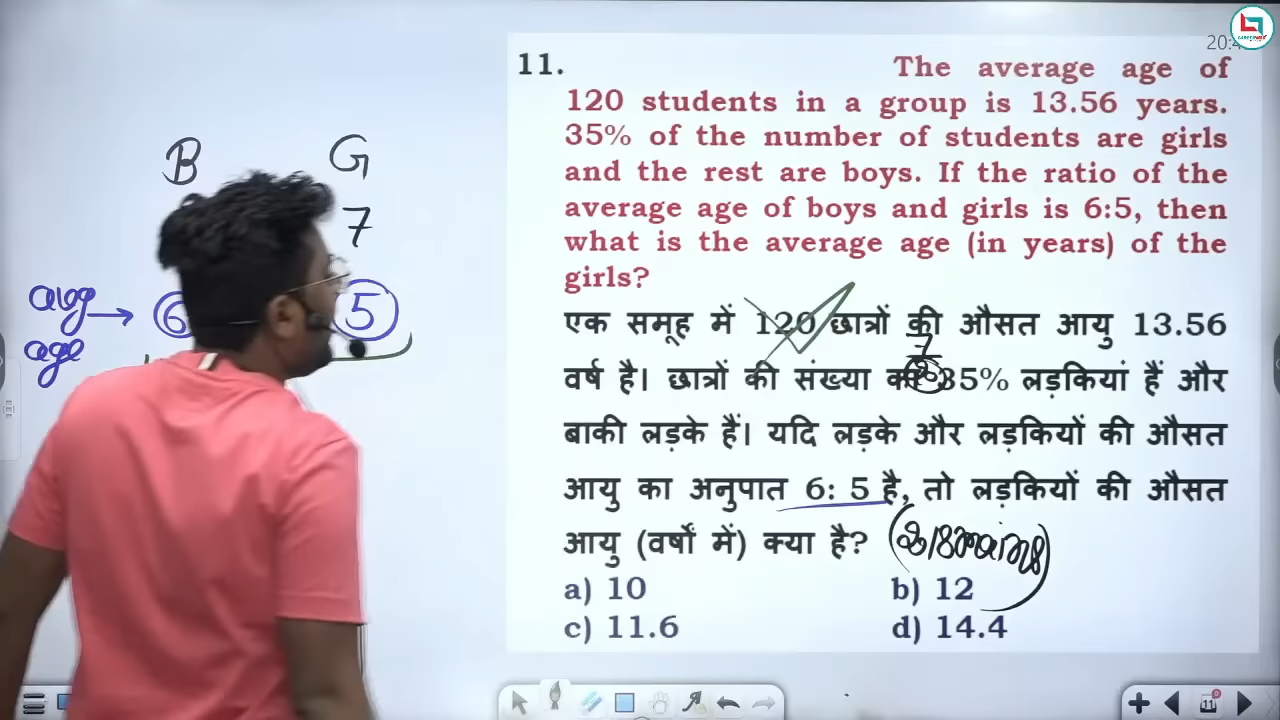 11. The average age of
120 students in a group is 13.56 years.
35% of the number of students are girls
and the rest are boys. If the ratio of the
average age of boys and girls is 6:5, then
what is the average age (in years) of the
girls?
एक समूह में 120 छात्रों की औसत आयु 13.56
वर्ष है। छात्रों की संख्या का 35% लड़कियां हैं और
बाकी लड़के हैं। यदि लड़के और लड़कियों की औसत
आयु का अनुपात 6: 5 है, तो लड़कियों की औसत
आयु (वर्षों में) क्या है?
a) 10 b) 12
c) 11.6 d) 14.4
B G
7
avg → 6 5
age
7
20
11